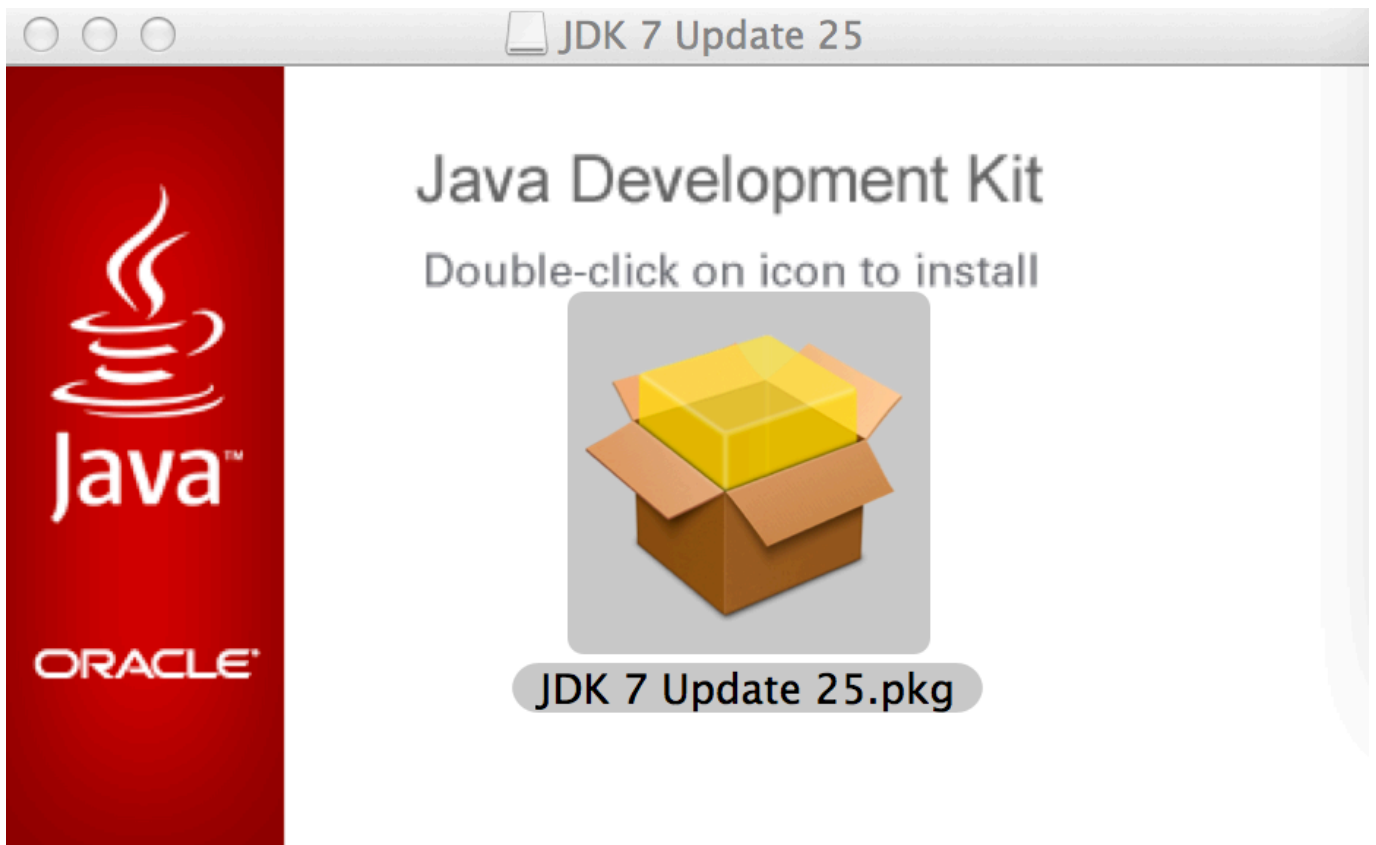 JDK 7 Update 25
Java Development Kit
Double-click on icon to install
Java™
ORACLE®
JDK 7 Update 25.pkg